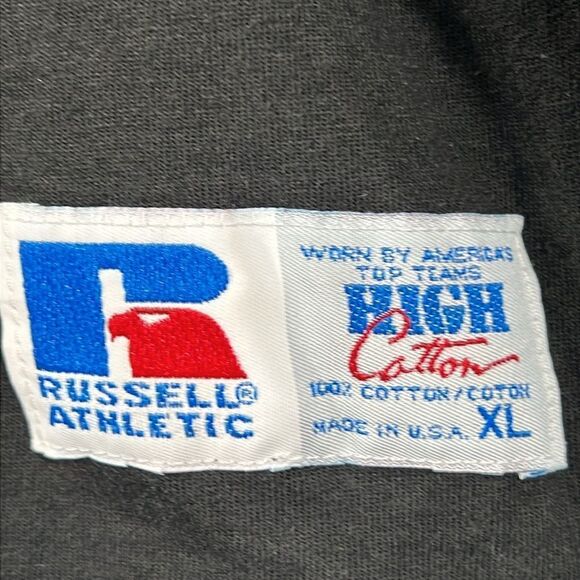 RUSSELL®
ATHLETIC
WORN BY AMERICA'S
TOP TEAMS
HIGH
Cotton
100% COTTON/COTON
MADE IN U.S.A. XL